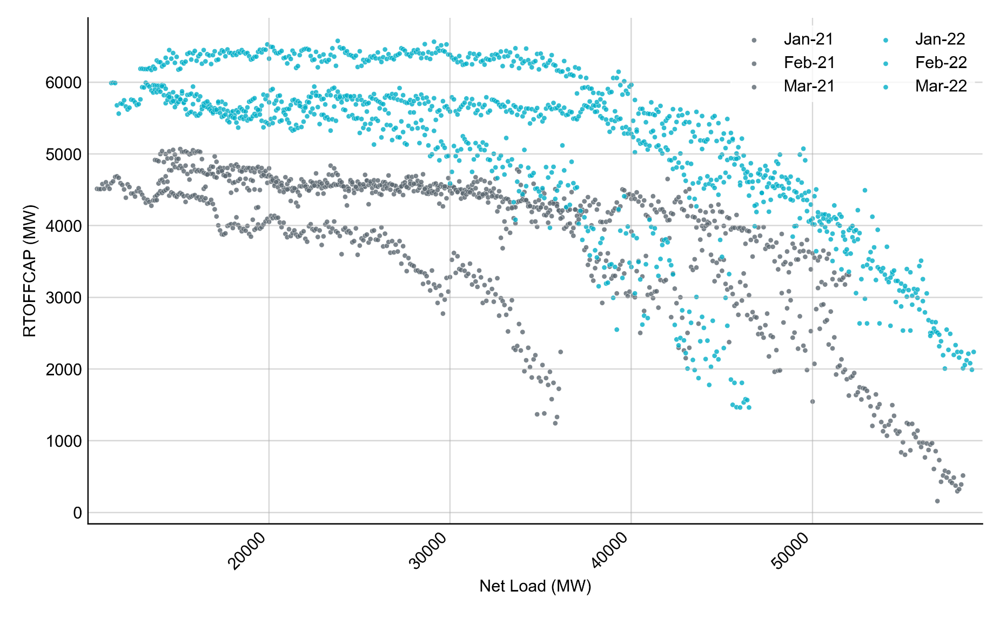 Jan-21 Jan-22
Feb-21 Feb-22
Mar-21 Mar-22
6000
5000
4000
3000
2000
1000
0
RTOFFCAP (MW)
20000 30000 40000 50000
Net Load (MW)